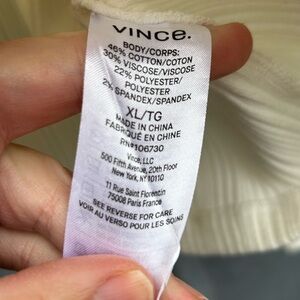 VINCE.
BODY/CORPS:
46% COTTON/COTON
30% VISCOSE/VISCOSE
22% POLYESTER/
POLYESTER
2% SPANDEX/SPANDEX
XL/TG
MADE IN CHINA
FABRIQUÉ EN CHINE
RN#106730
Vince, LLC
500 Fifth Avenue, 20th Floor
New York, NY 10110
11 Rue Saint Florentin
75008 Paris France
SEE REVERSE FOR CARE
VOIR AU VERSO POUR LES SOINS